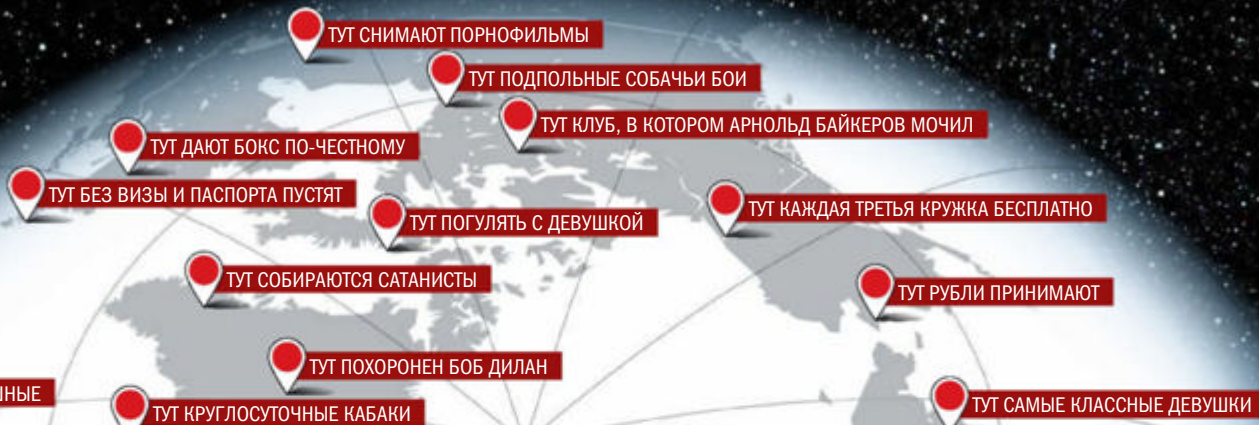 ТУТ СНИМАЮТ ПОРНОФИЛЬМЫ
ТУТ ПОДПОЛЬНЫЕ СОБАЧЬИ БОИ
ТУТ КЛУБ, В КОТОРОМ АРНОЛЬД БАЙКЕРОВ МОЧИЛ
ТУТ ДАЮТ БОКС ПО-ЧЕСТНОМУ
ТУТ БЕЗ ВИЗЫ И ПАСПОРТА ПУСТЯТ
ТУТ ПОГУЛЯТЬ С ДЕВУШКОЙ
ТУТ КАЖДАЯ ТРЕТЬЯ КРУЖКА БЕСПЛАТНО
ТУТ СОБИРАЮТСЯ САТАНИСТЫ
ТУТ РУБЛИ ПРИНИМАЮТ
ТУТ ПОХОРОНЕН БОБ ДИЛАН
ТУТ КРУГЛОСУТОЧНЫЕ КАБАКИ
ТУТ САМЫЕ КЛАССНЫЕ ДЕВУШКИ